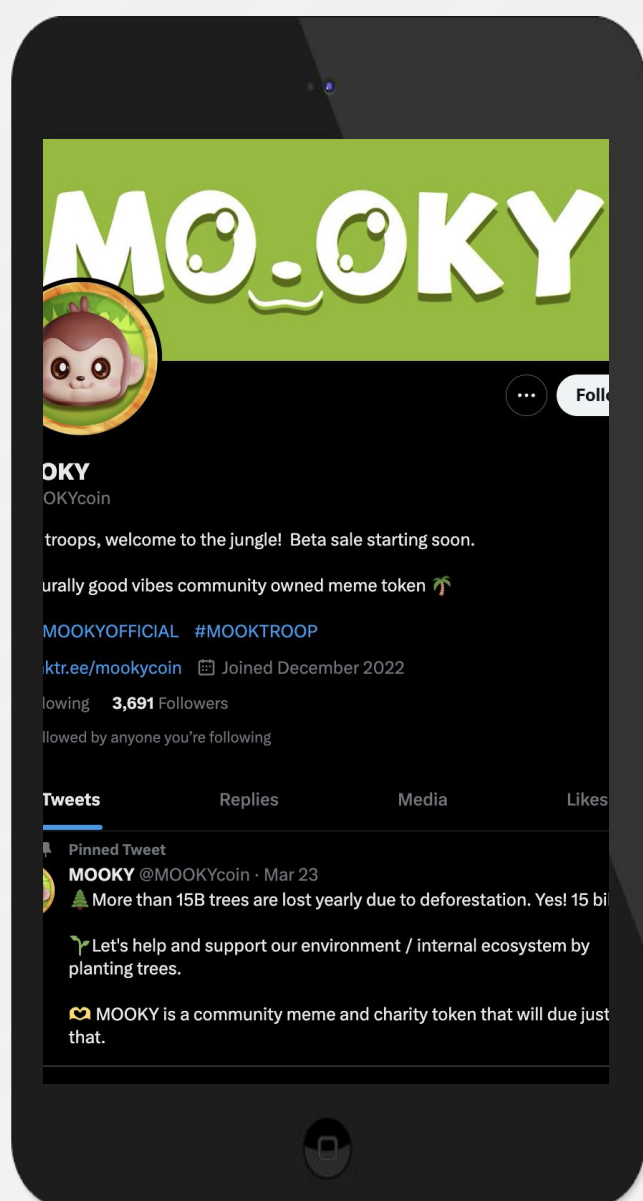 MO_OKY
Follo
OKY
OKYcoin
troops, welcome to the jungle! Beta sale starting soon.
urally good vibes community owned meme token 🌴
MOOKYOFFICIAL #MOOKTROOP
ktr.ee/mookycoin Joined December 2022
lowing 3,691 Followers
llowed by anyone you're following
Tweets Replies Media Likes
Pinned Tweet
MOOKY @MOOKYcoin · Mar 23
🌲More than 15B trees are lost yearly due to deforestation. Yes! 15 bil
🌱Let's help and support our environment / internal ecosystem by
planting trees.
🫶 MOOKY is a community meme and charity token that will due just
that.